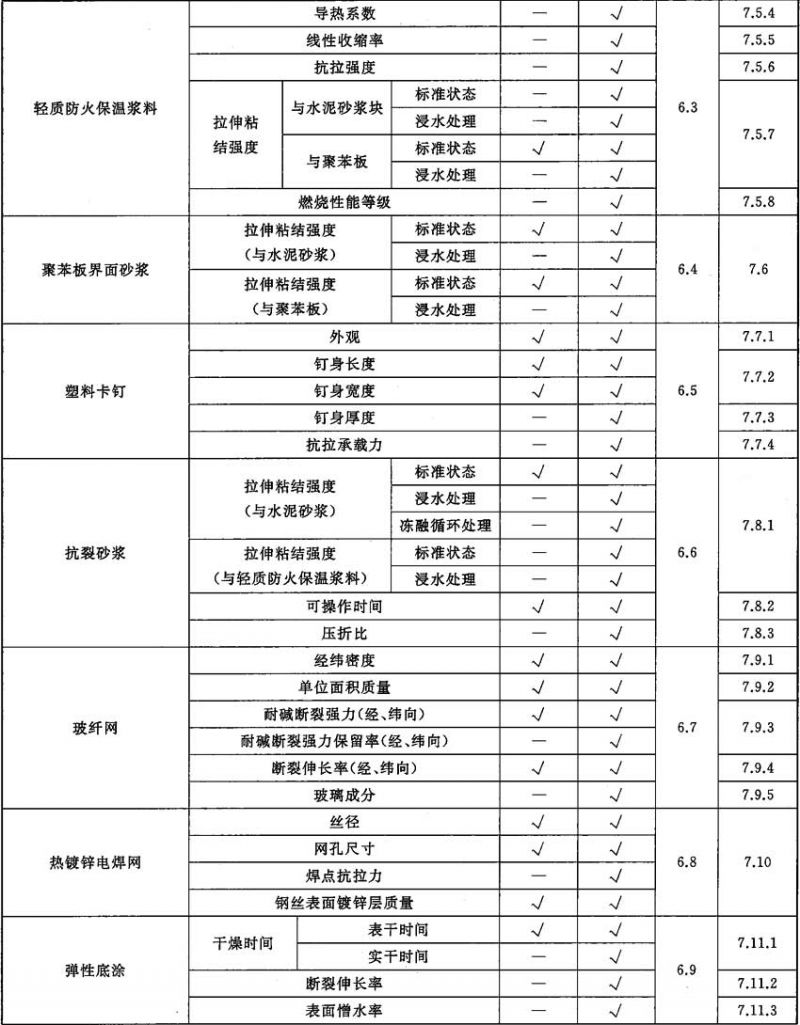 导热系数 — √ 7.5.4
线性收缩率 — √ 7.5.5
抗拉强度 — √ 7.5.6
轻质防火保温浆料 拉伸粘结强度 与水泥砂浆块 标准状态 — √ 6.3 7.5.7
浸水处理 — √
与聚苯板 标准状态 √ √
浸水处理 — √
燃烧性能等级 — √ 7.5.8
聚苯板界面砂浆 拉伸粘结强度 标准状态 √ √ 6.4 7.6
(与水泥砂浆) 浸水处理 — √
拉伸粘结强度 标准状态 √ √
(与聚苯板) 浸水处理 — √
塑料卡钉 外观 √ √ 6.5 7.7.1
钉身长度 √ √ 7.7.2
钉身宽度 √ √
钉身厚度 — √ 7.7.3
抗拉承载力 — √ 7.7.4
抗裂砂浆 拉伸粘结强度 标准状态 √ √ 6.6 7.8.1
(与水泥砂浆) 浸水处理 — √
冻融循环处理 — √
拉伸粘结强度 标准状态 — √
(与轻质防火保温浆料) 浸水处理 — √
可操作时间 √ √ 7.8.2
压折比 — √ 7.8.3
玻纤网 经纬密度 √ √ 6.7 7.9.1
单位面积质量 √ √ 7.9.2
耐碱断裂强力(经、纬向) √ √ 7.9.3
耐碱断裂强力保留率(经、纬向) — √
断裂伸长率(经、纬向) √ √ 7.9.4
玻璃成分 — √ 7.9.5
热镀锌电焊网 丝径 √ √ 6.8 7.10
网孔尺寸 √ √
焊点抗拉力 — √
钢丝表面镀锌层质量 √ √
弹性底涂 干燥时间 表干时间 √ √ 6.9 7.11.1
实干时间 — √
断裂伸长率 — √ 7.11.2
表面憎水率 — √ 7.11.3